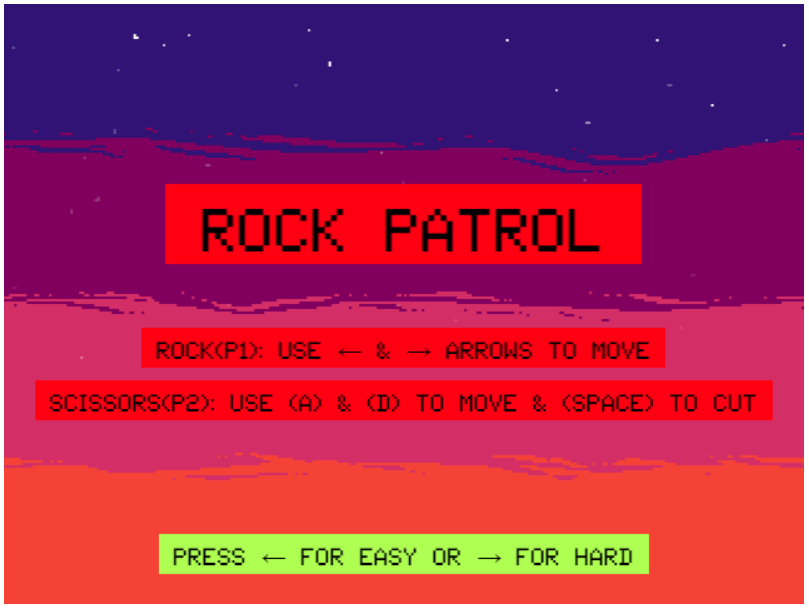 ROCK PATROL
ROCK(P1): USE ← & → ARROWS TO MOVE
SCISSORS(P2): USE (A) & (D) TO MOVE & (SPACE) TO CUT
PRESS ← FOR EASY OR → FOR HARD